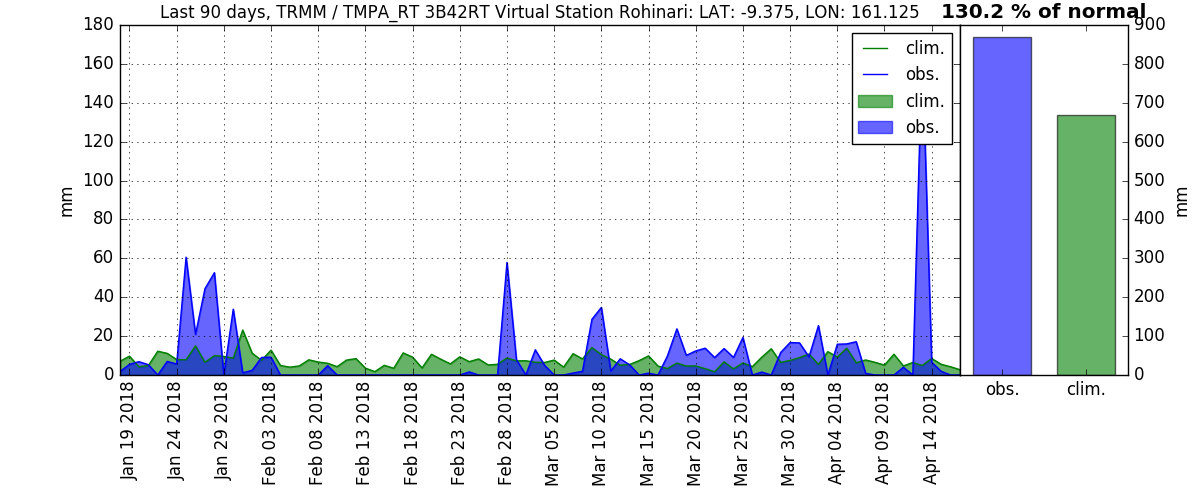 Last 90 days, TRMM / TMPA_RT 3B42RT Virtual Station Rohinari: LAT: -9.375, LON: 161.125
130.2 % of normal
180
160
140
120
100
80
60
40
20
0
mm
clim.
obs.
clim.
obs.
900
800
700
600
500
400
300
200
100
0
mm
Jan 19 2018
Jan 24 2018
Jan 29 2018
Feb 03 2018
Feb 08 2018
Feb 13 2018
Feb 18 2018
Feb 23 2018
Feb 28 2018
Mar 05 2018
Mar 10 2018
Mar 15 2018
Mar 20 2018
Mar 25 2018
Mar 30 2018
Apr 04 2018
Apr 09 2018
Apr 14 2018
obs.
clim.